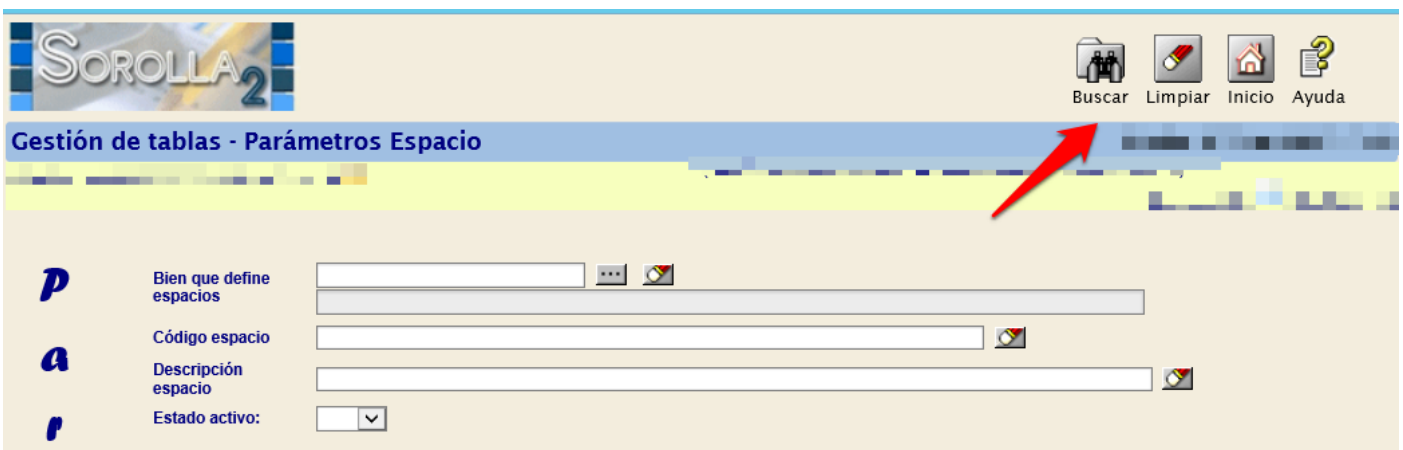 SOROLLA2
Buscar Limpiar Inicio Ayuda
Gestión de tablas - Parámetros Espacio
P
a
r
Bien que define
espacios
Código espacio
Descripción
espacio
Estado activo: